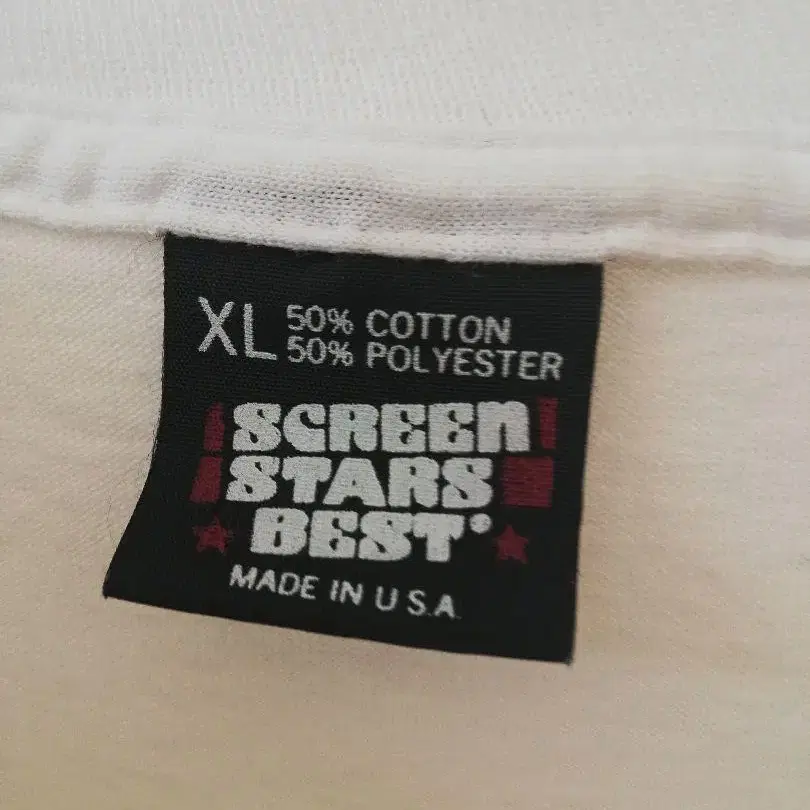 XL 50% COTTON
50% POLYESTER
SCREEN
STARS
BEST®
MADE IN U S.A.